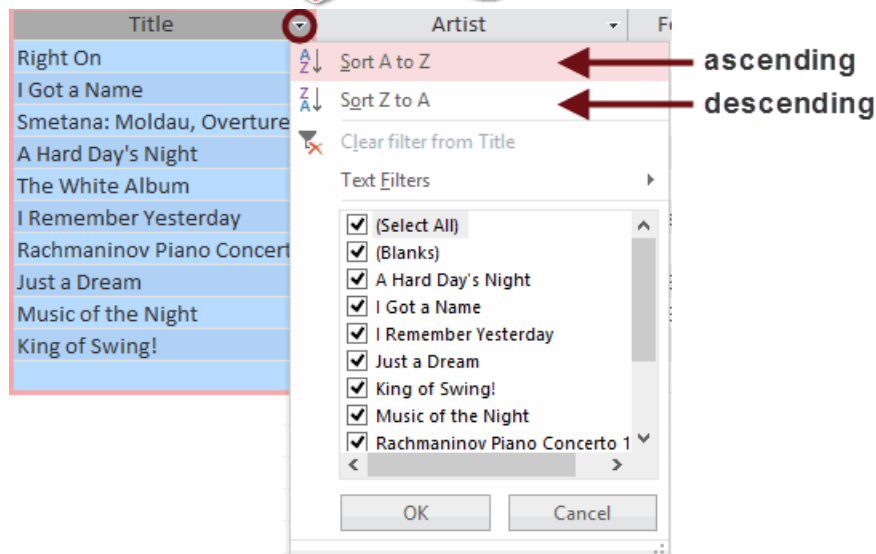 Title
Artist
Right On
I Got a Name
Smetana: Moldau, Overture
A Hard Day's Night
The White Album
I Remember Yesterday
Rachmaninov Piano Concert
Just a Dream
Music of the Night
King of Swing!
Sort A to Z
ascending
Sort Z to A
descending
Clear filter from Title
Text Filters
(Select All)
(Blanks)
A Hard Day's Night
I Got a Name
I Remember Yesterday
Just a Dream
King of Swing!
Music of the Night
Rachmaninov Piano Concerto 1
OK
Cancel